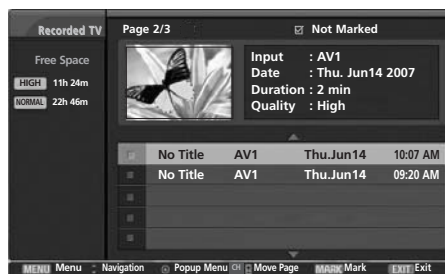 Recorded TV
Page 2/3
Not Marked
Free Space
HIGH 11h 24m
NORMAL 22h 46m
Input : AV1
Date : Thu. Jun14 2007
Duration : 2 min
Quality : High
No Title AV1 Thu.Jun14 10:07 AM
No Title AV1 Thu.Jun14 09:20 AM
MENU Menu Navigation Popup Menu CH Move Page MARK Mark EXIT Exit